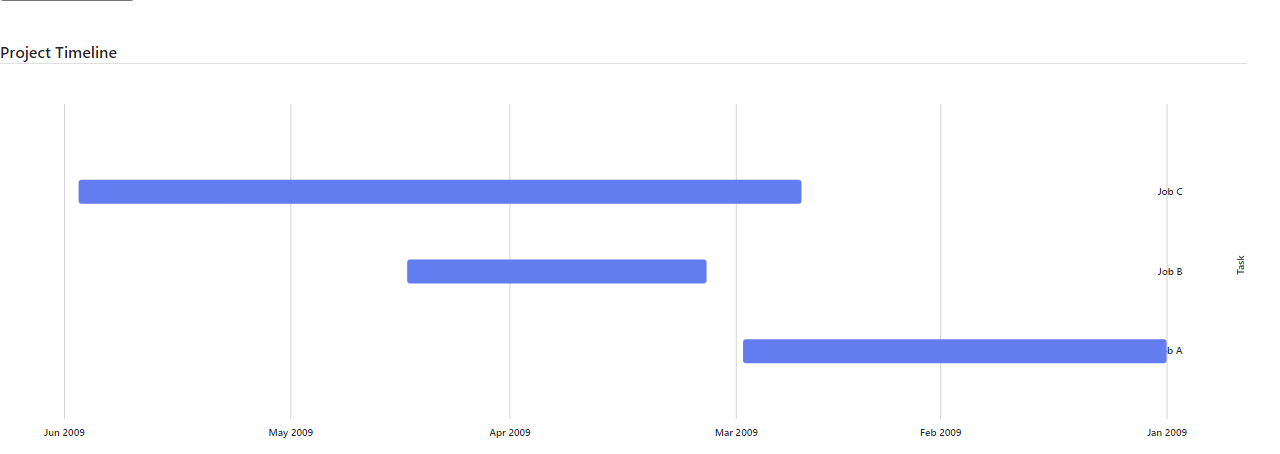 Project Timeline
Job C
Job B
Task
b A
Jun 2009
May 2009
Apr 2009
Mar 2009
Feb 2009
Jan 2009